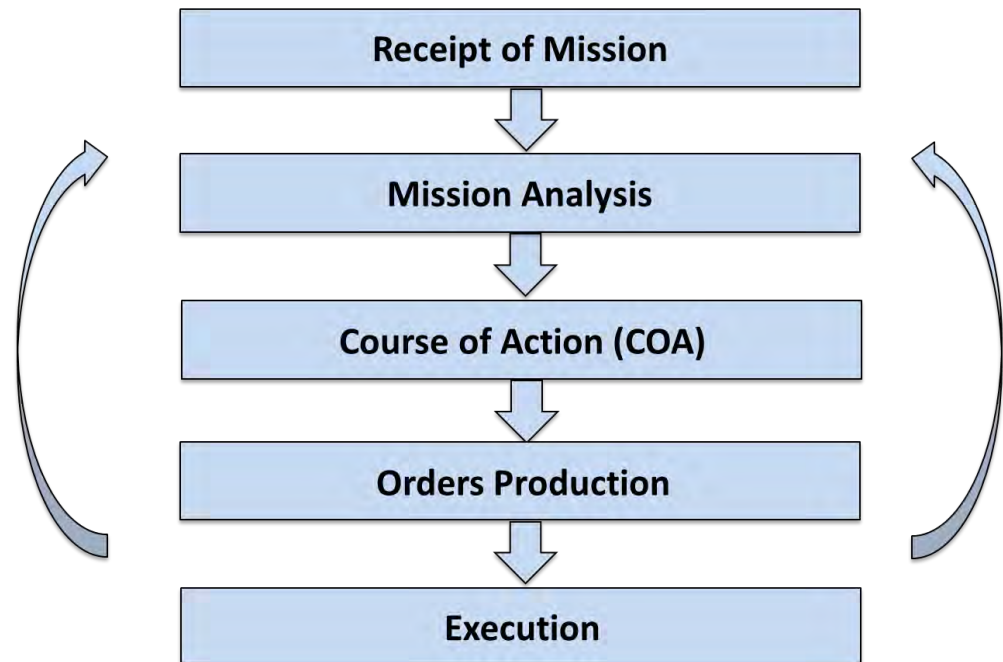 Receipt of Mission
Mission Analysis
Course of Action (COA)
Orders Production
Execution